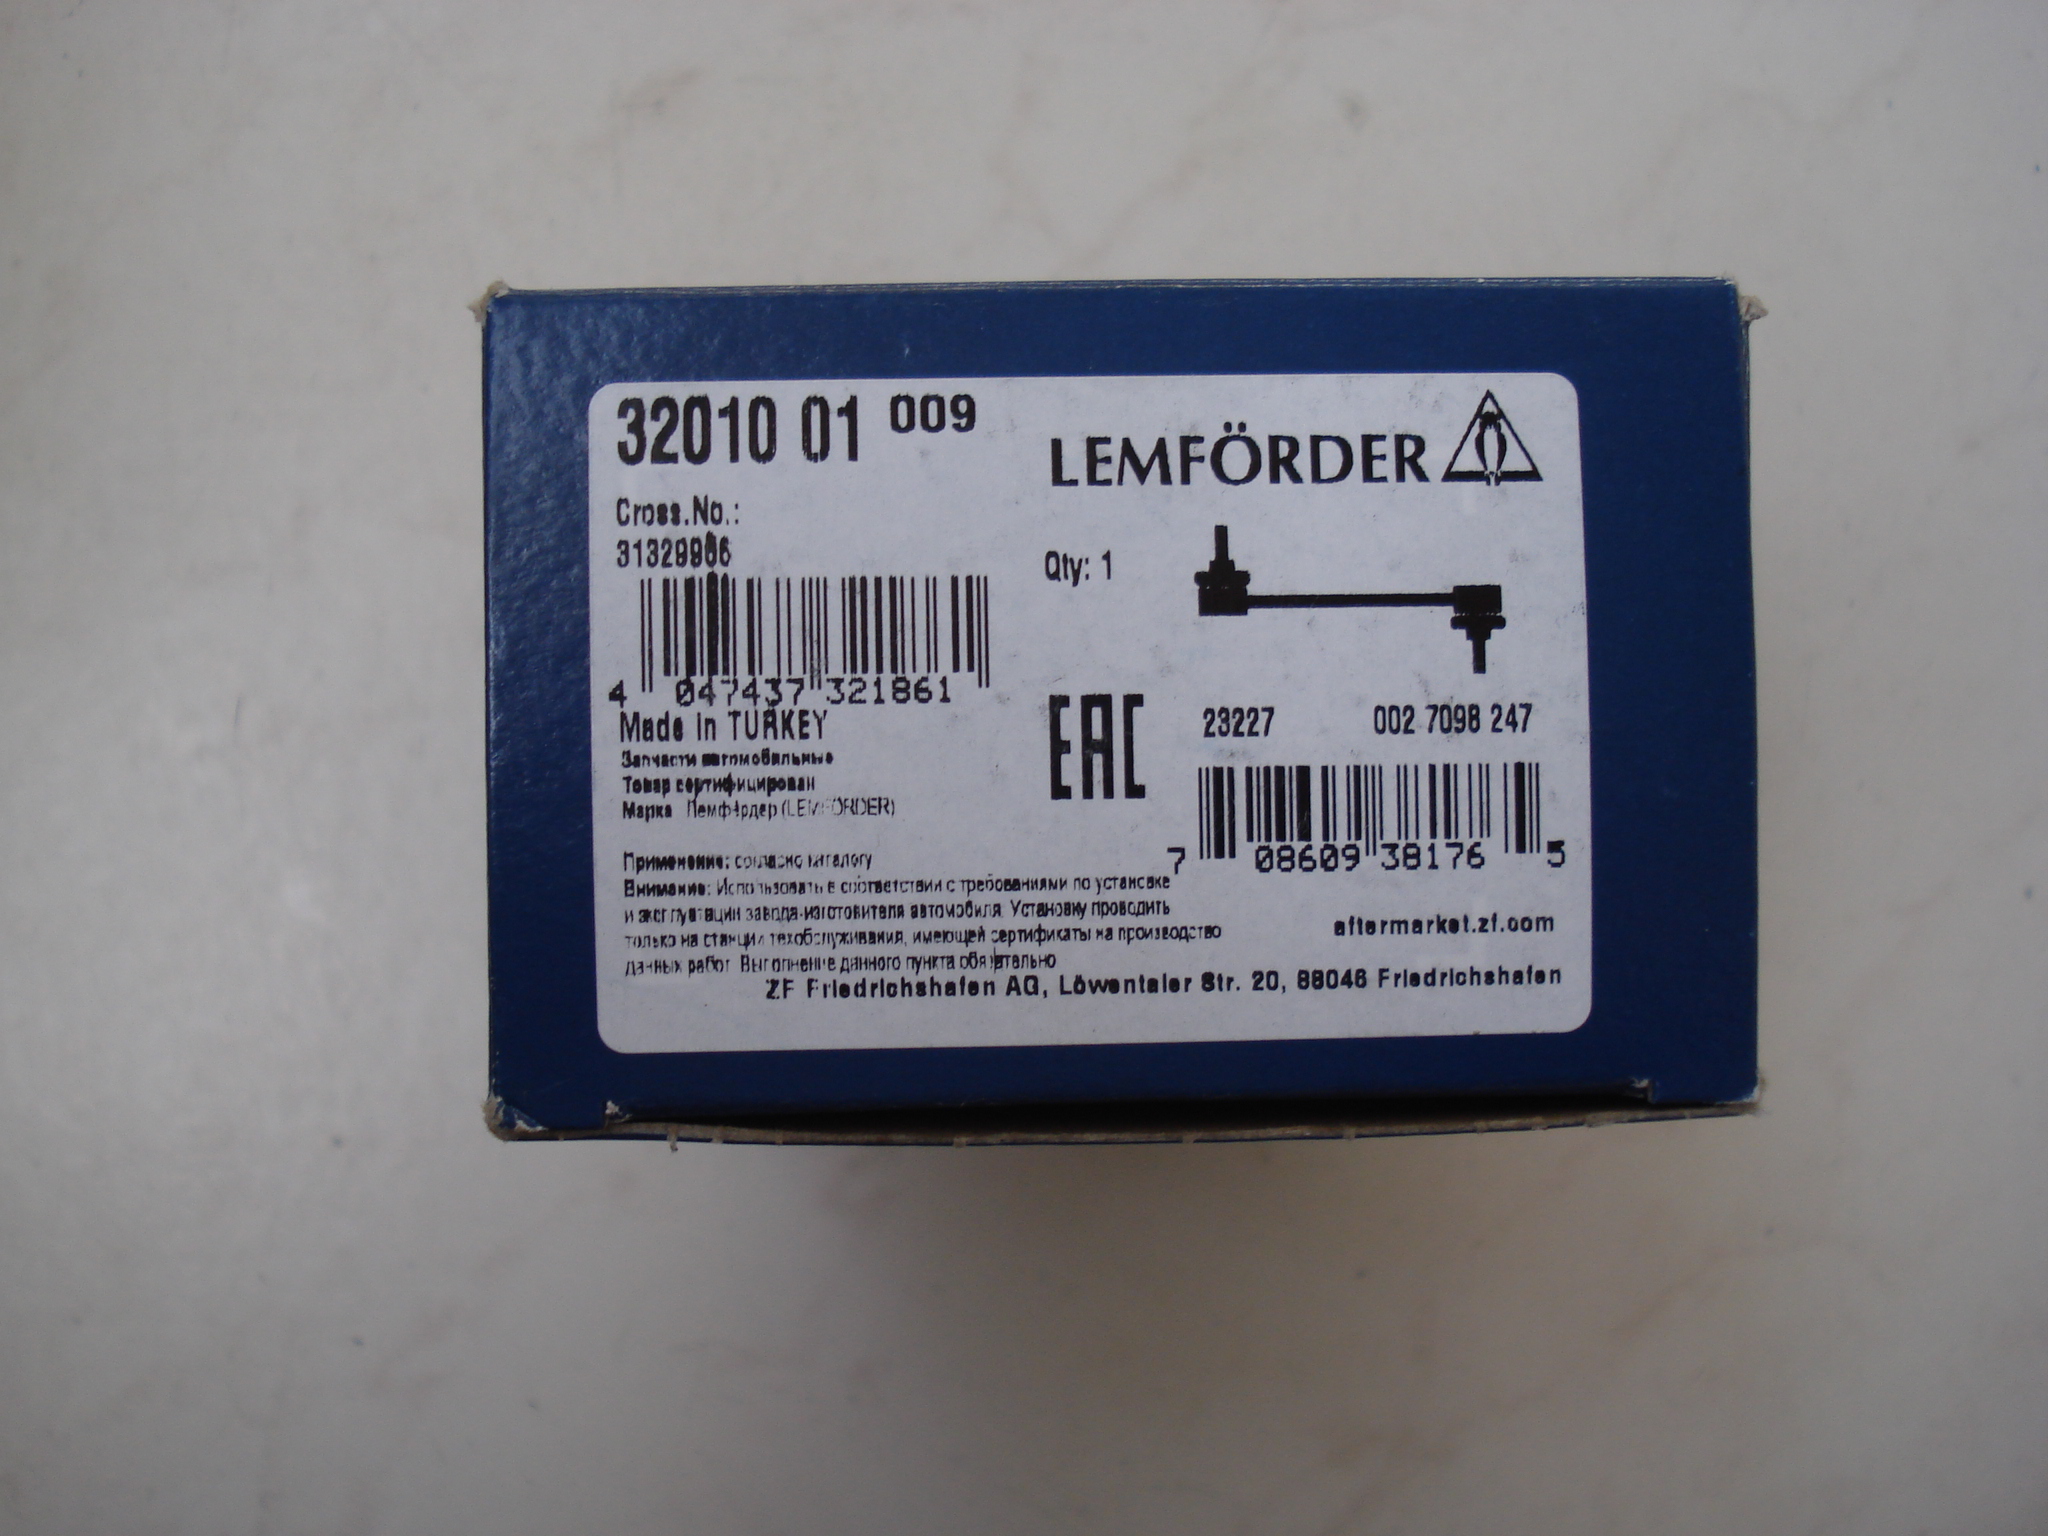 32010 01 009
LEMFÖRDER
Cross.No.:
31329906
Qty: 1
4 047437 321861
Made in TURKEY
EAC
23227 002 7098 247
Запчасти автомобильные
Товар сертифицирован
Марка Лемфёрдер (LEMFÖRDER)
7 08609 38176 5
Применение: согласно каталогу
Внимание: Использовать в соответствии с требованиями по установке
и эксплуатации завода-изготовителя автомобиля. Установку проводить
только на станции техобслуживания, имеющей сертификаты на производство
данных работ. Выполнение данного пункта обязательно
aftermarket.zf.com
ZF Friedrichshafen AG, Löwentaler Str. 20, 88046 Friedrichshafen